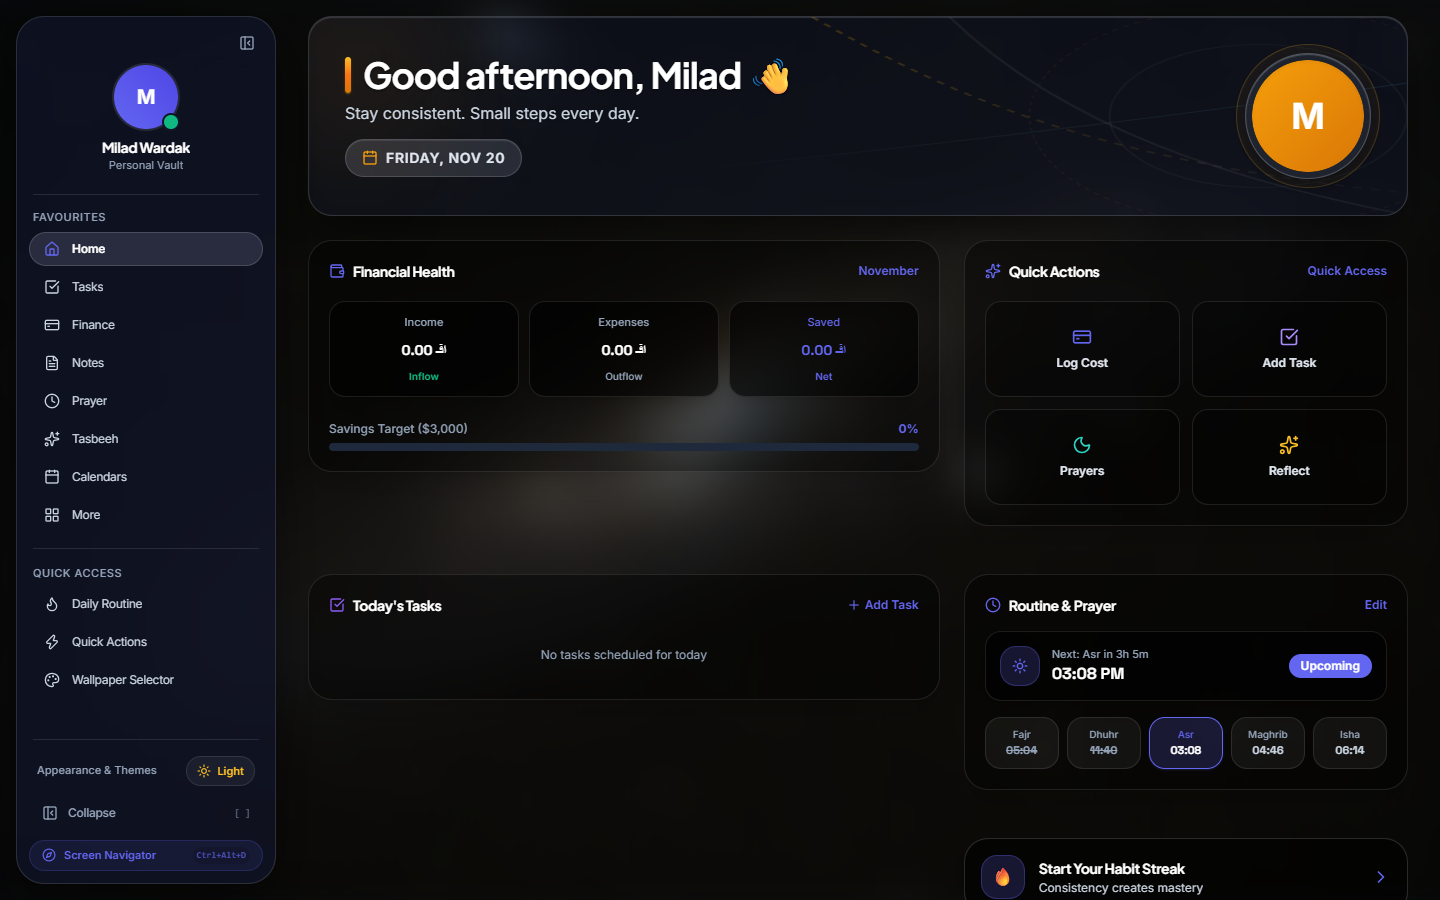 M
Milad Wardak
Personal Vault
FAVOURITES
Home
Tasks
Finance
Notes
Prayer
Tasbeeh
Calendars
More
QUICK ACCESS
Daily Routine
Quick Actions
Wallpaper Selector
Appearance & Themes
Light
Collapse
[ ]
Screen Navigator
Ctrl+Alt+D
Good afternoon, Milad 👋
Stay consistent. Small steps every day.
FRIDAY, NOV 20
M
Financial Health
November
Income
0.00
Inflow
Expenses
0.00
Outflow
Saved
0.00
Net
Savings Target ($3,000)
0%
Quick Actions
Quick Access
Log Cost
Add Task
Prayers
Reflect
Today's Tasks
+ Add Task
No tasks scheduled for today
Routine & Prayer
Edit
Next: Asr in 3h 5m
03:08 PM
Upcoming
Fajr
05:04
Dhuhr
11:40
Asr
03:08
Maghrib
04:46
Isha
06:14
Start Your Habit Streak
Consistency creates mastery